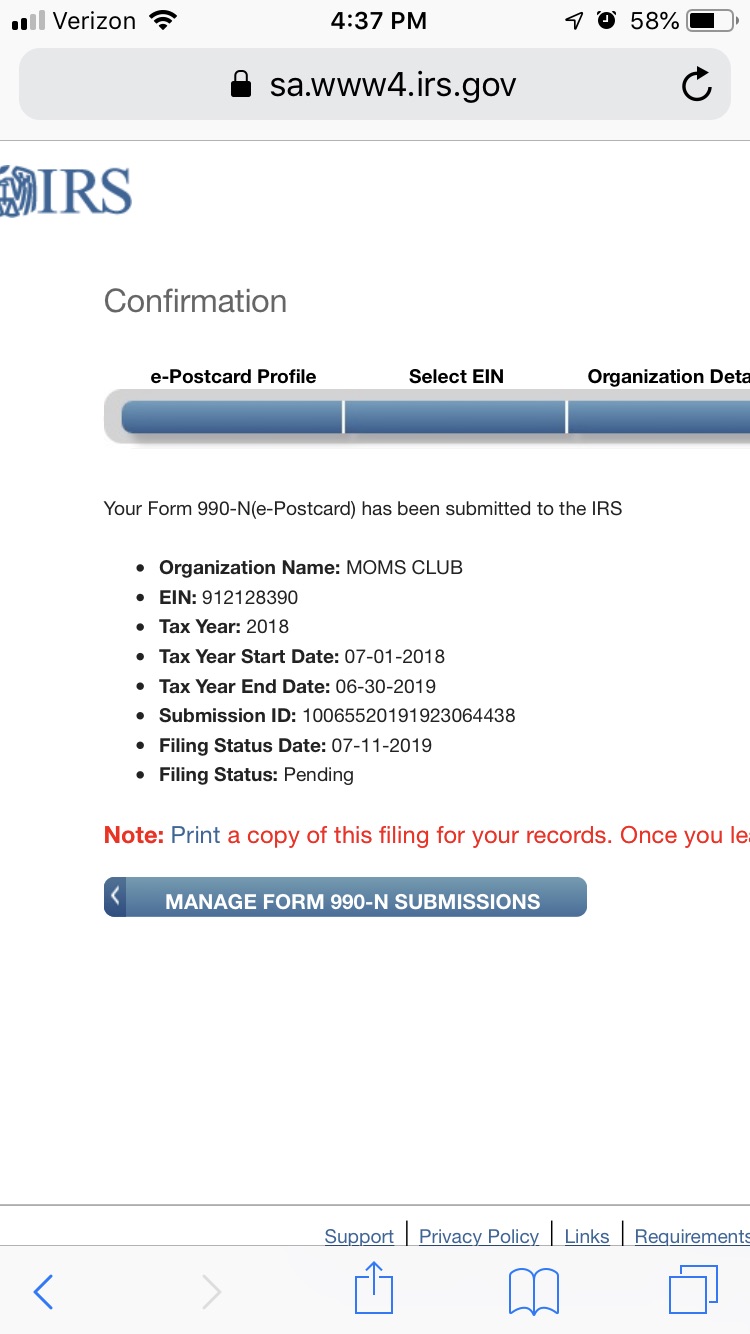 Verizon 4:37 PM 58%
sa.www4.irs.gov
IRS
Confirmation
e-Postcard Profile Select EIN Organization Deta
Your Form 990-N(e-Postcard) has been submitted to the IRS
• Organization Name: MOMS CLUB
• EIN: 912128390
• Tax Year: 2018
• Tax Year Start Date: 07-01-2018
• Tax Year End Date: 06-30-2019
• Submission ID: 10065520191923064438
• Filing Status Date: 07-11-2019
• Filing Status: Pending
Note: Print a copy of this filing for your records. Once you lea
MANAGE FORM 990-N SUBMISSIONS
Support | Privacy Policy | Links | Requirements